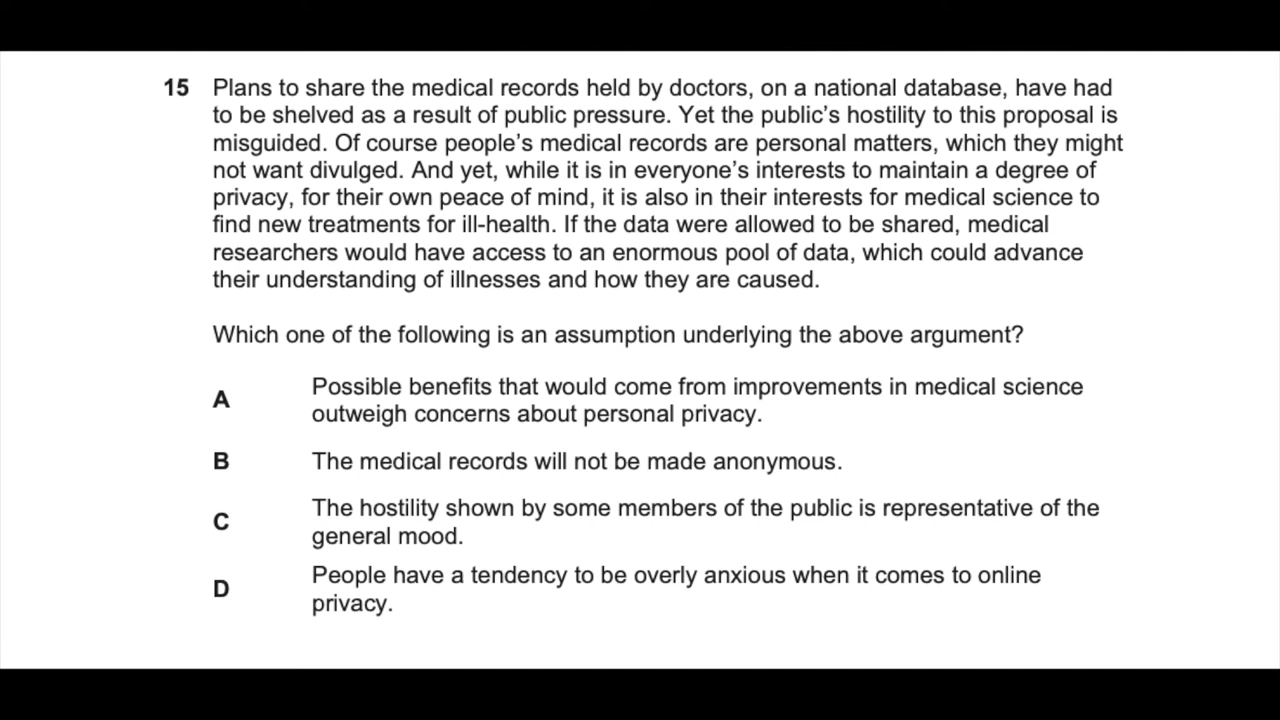 15 Plans to share the medical records held by doctors, on a national database, have had
to be shelved as a result of public pressure. Yet the public's hostility to this proposal is
misguided. Of course people's medical records are personal matters, which they might
not want divulged. And yet, while it is in everyone's interests to maintain a degree of
privacy, for their own peace of mind, it is also in their interests for medical science to
find new treatments for ill-health. If the data were allowed to be shared, medical
researchers would have access to an enormous pool of data, which could advance
their understanding of illnesses and how they are caused.
Which one of the following is an assumption underlying the above argument?
A Possible benefits that would come from improvements in medical science
outweigh concerns about personal privacy.
B The medical records will not be made anonymous.
C The hostility shown by some members of the public is representative of the
general mood.
D People have a tendency to be overly anxious when it comes to online
privacy.